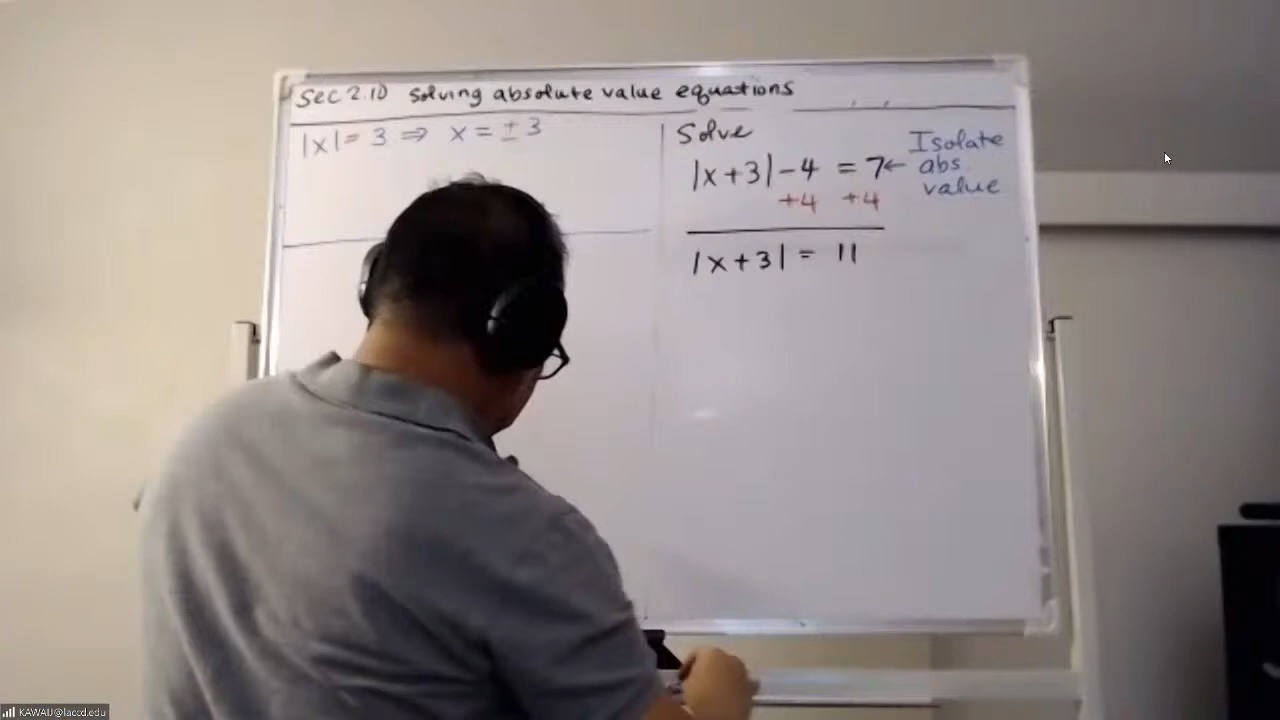 Sec 2.10 Solving absolute value equations
|x| = 3 ⇒ x = ± 3
Solve
|x+3| - 4 = 7 ← Isolate abs value
+4 +4
|x+3| = 11
KAWAIJ@laccd.edu